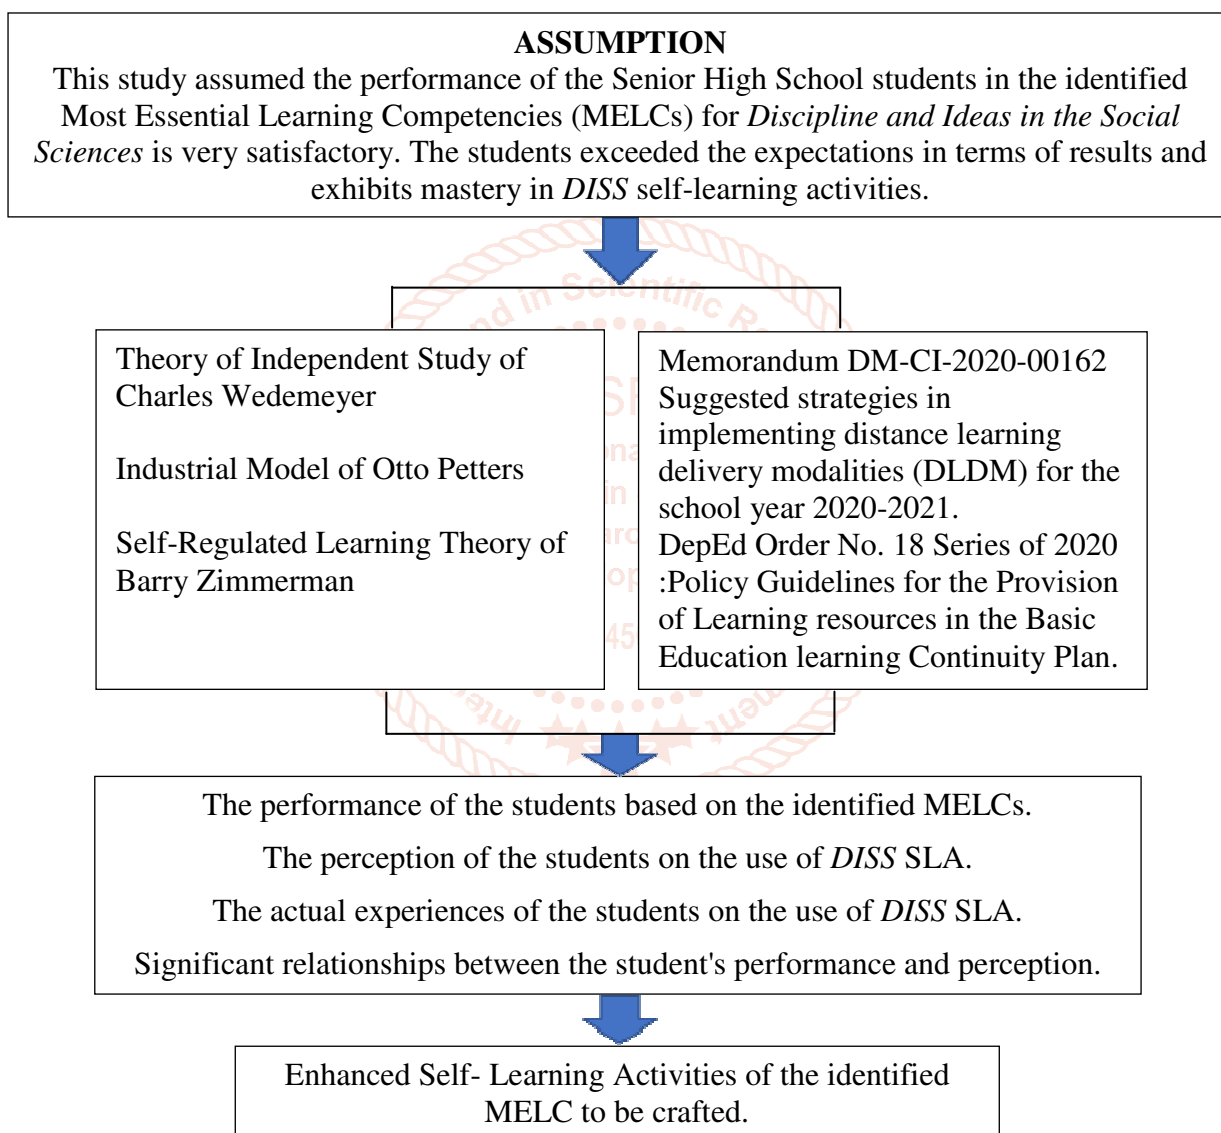 ASSUMPTION
This study assumed the performance of the Senior High School students in the identified
Most Essential Learning Competencies (MELCs) for Discipline and Ideas in the Social
Sciences is very satisfactory. The students exceeded the expectations in terms of results and
exhibits mastery in DISS self-learning activities.
Theory of Independent Study of
Charles Wedemeyer
Industrial Model of Otto Petters
Self-Regulated Learning Theory of
Barry Zimmerman
Memorandum DM-CI-2020-00162
Suggested strategies in
implementing distance learning
delivery modalities (DLDM) for the
school year 2020-2021.
DepEd Order No. 18 Series of 2020
:Policy Guidelines for the Provision
of Learning resources in the Basic
Education learning Continuity Plan.
The performance of the students based on the identified MELCs.
The perception of the students on the use of DISS SLA.
The actual experiences of the students on the use of DISS SLA.
Significant relationships between the student's performance and perception.
Enhanced Self- Learning Activities of the identified
MELC to be crafted.